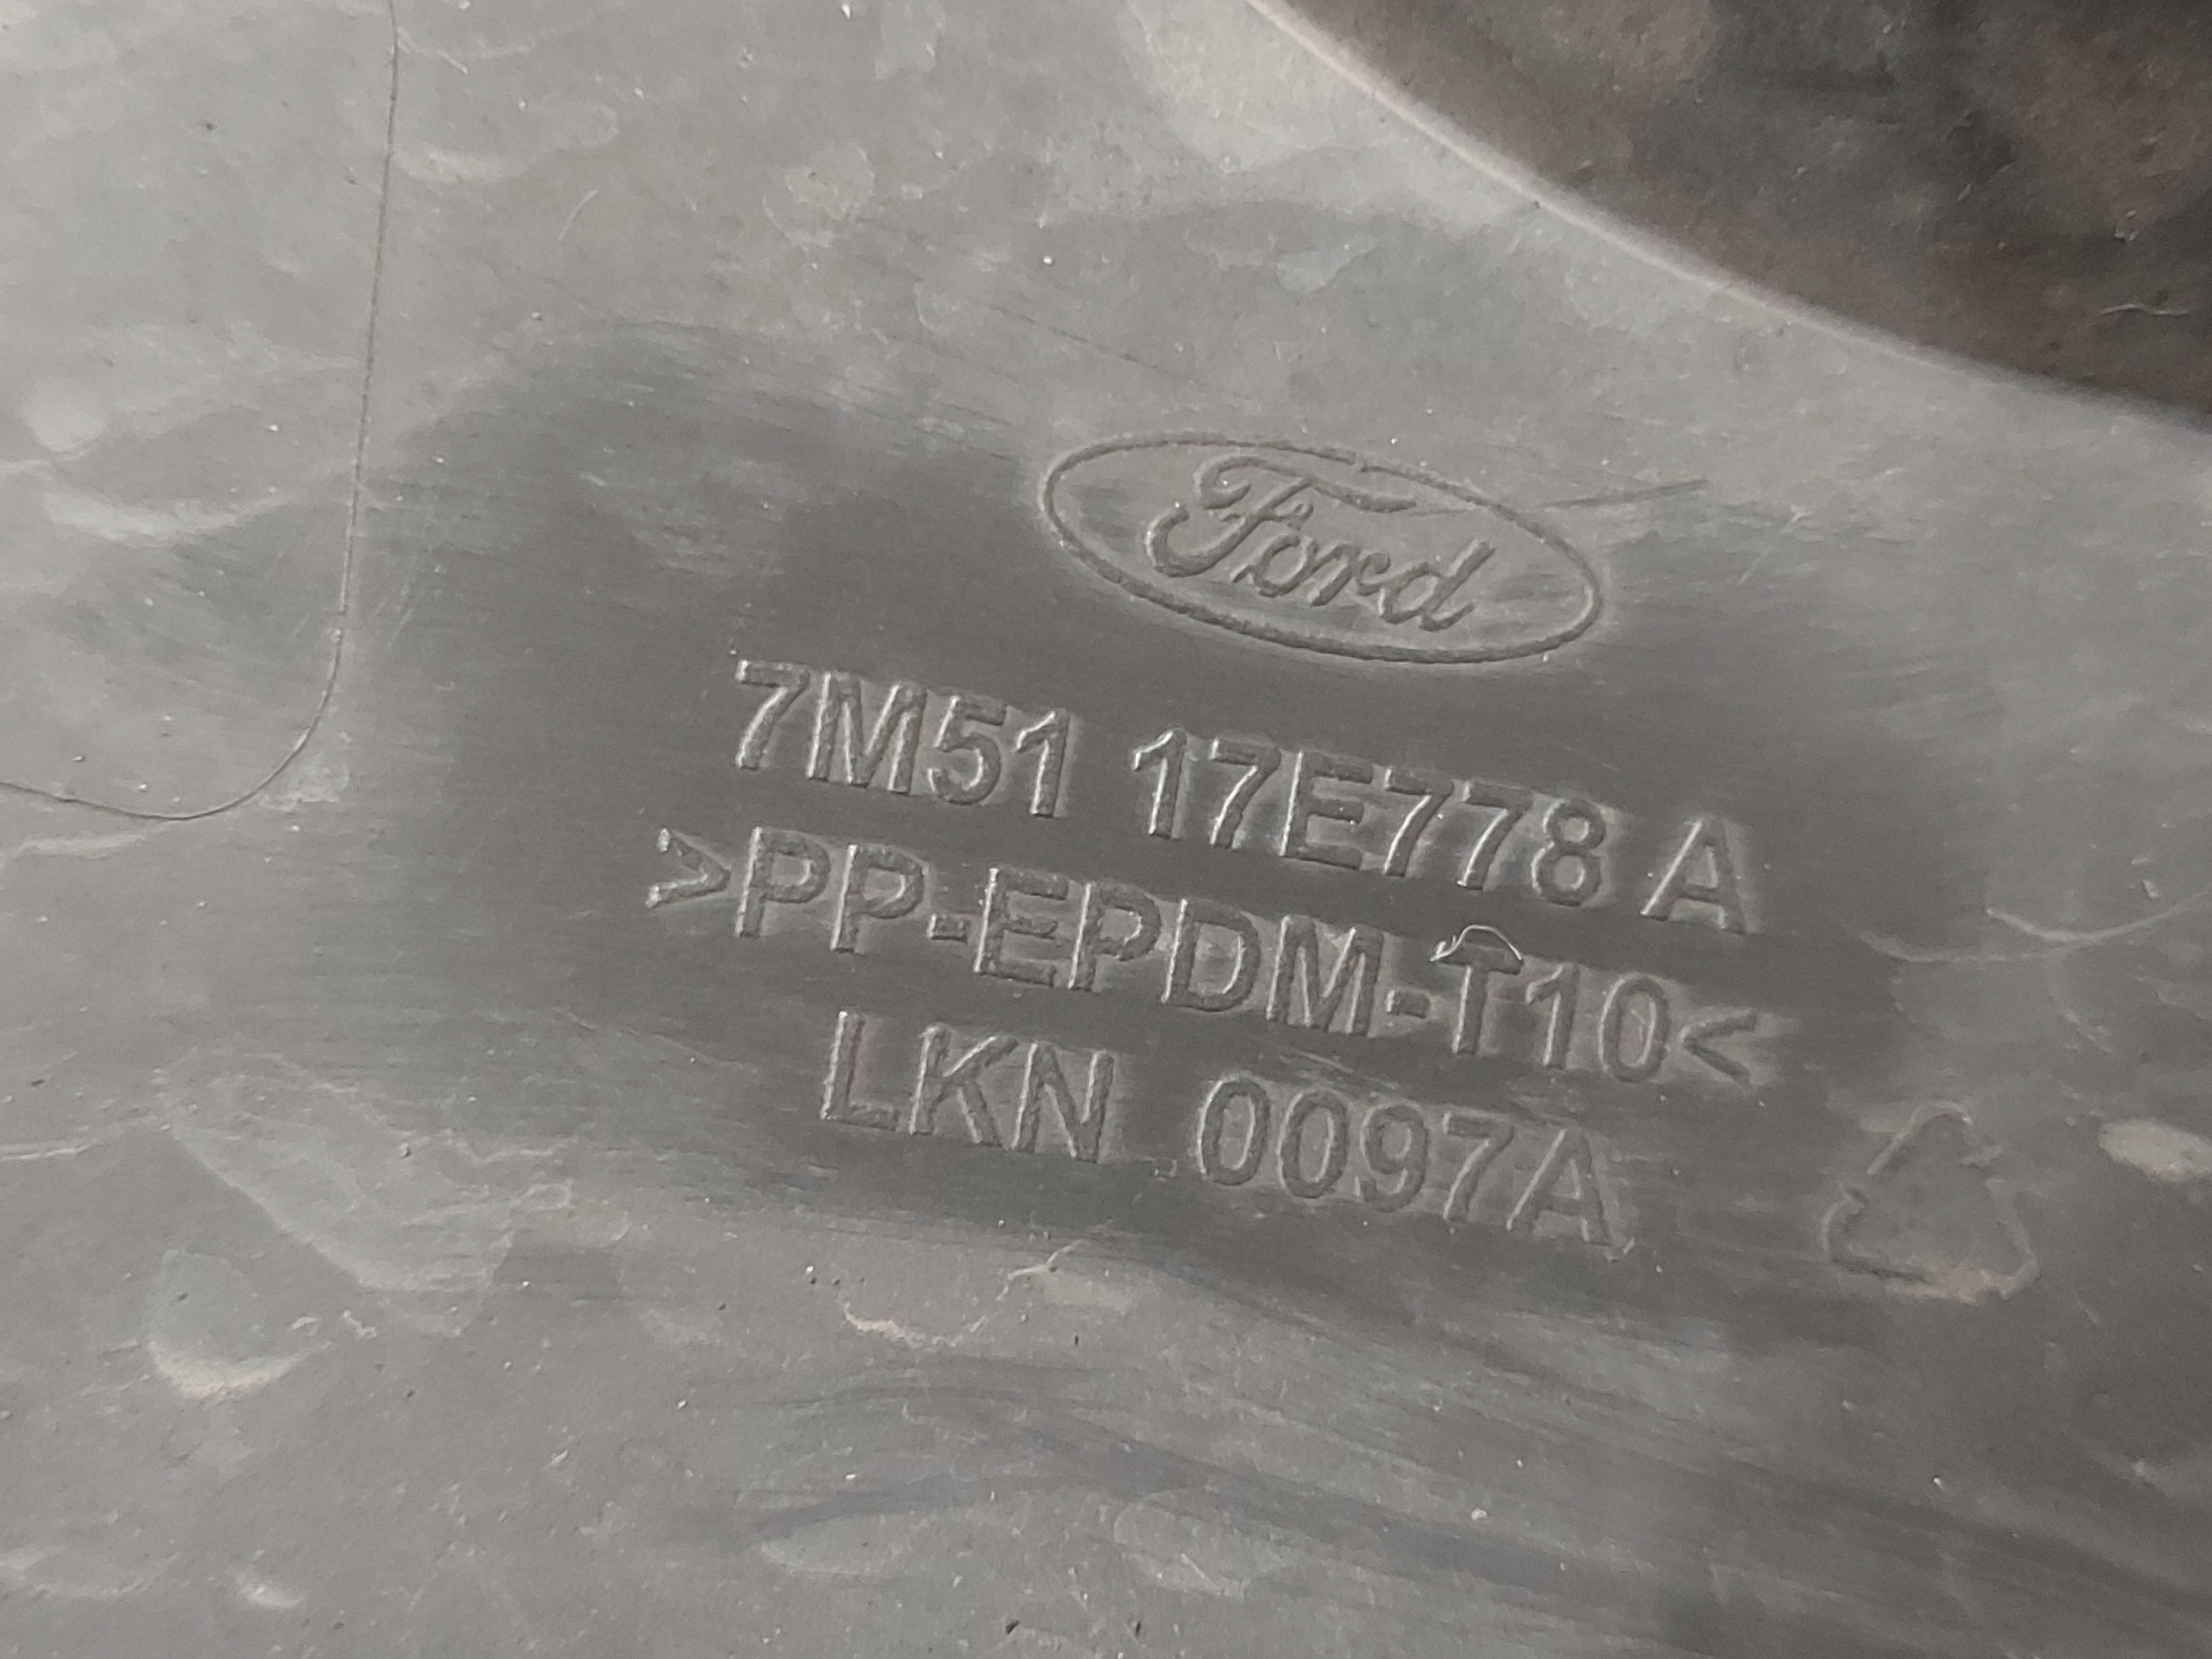 Ford
7M51 17E778 A
>PP-EPDM-T10<
LKN 0097A